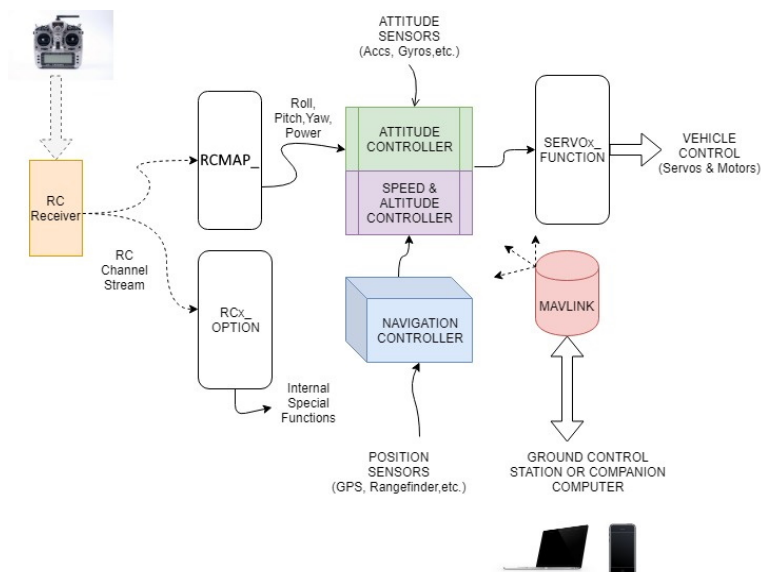 ATTITUDE
SENSORS
(Accs, Gyros,etc.)
RCMAP_
Roll,
Pitch,Yaw,
Power
ATTITUDE
CONTROLLER
SPEED &
ALTITUDE
CONTROLLER
SERVOx_
FUNCTION
VEHICLE
CONTROL
(Servos & Motors)
RC
Receiver
RC
Channel
Stream
RCx_
OPTION
Internal
Special
Functions
NAVIGATION
CONTROLLER
MAVLINK
POSITION
SENSORS
(GPS, Rangefinder,etc.)
GROUND CONTROL
STATION OR COMPANION
COMPUTER